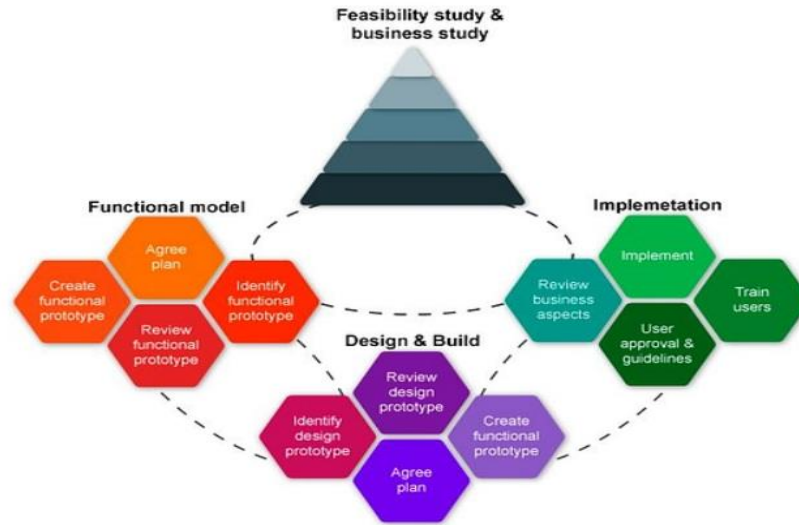 Feasibility study &
business study
Functional model
Agree
plan
Create
functional
prototype
Identify
functional
prototype
Review
functional
prototype
Implemetation
Implement
Review
business
aspects
Train
users
User
approval &
guidelines
Design & Build
Review
design
prototype
Identify
design
prototype
Create
functional
prototype
Agree
plan